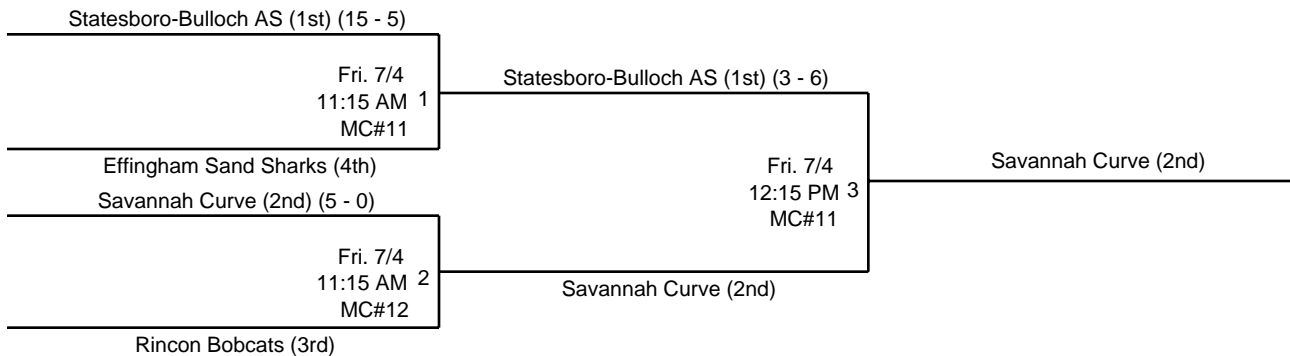 Statesboro-Bulloch AS (1st) (15 - 5)
Fri. 7/4
11:15 AM 1
MC#11
Effingham Sand Sharks (4th)
Savannah Curve (2nd) (5 - 0)
Fri. 7/4
11:15 AM 2
MC#12
Rincon Bobcats (3rd)
Statesboro-Bulloch AS (1st) (3 - 6)
Fri. 7/4
12:15 PM 3
MC#11
Savannah Curve (2nd)
Savannah Curve (2nd)